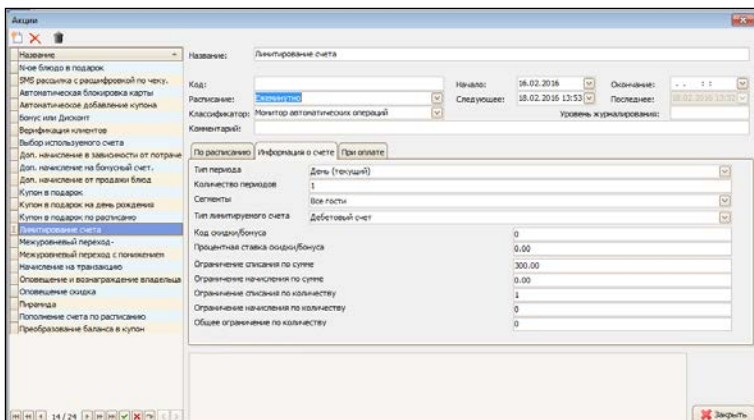 Акции
Название
N-ое блюдо в подарок
SMS рассылка с расшифровкой по чеку.
Автоматическая блокировка карты
Автоматическое добавление купона
Бонус или Дисконт
Верификация клиентов
Выбор используемого счета
Доп. начисление в зависимости от потраче
Доп. начисление на бонусный счет.
Доп. начисление от продажи блюд
Купон в подарок
Купон в подарок на день рождения
Купон в подарок по расписанию
Лимитирование счета
Межуровневый переход-
Межуровневый переход с понижением
Начисление на транзакцию
Оповещение и вознаграждение владельца
Оповещение скидка
Пирамида
Пополнение счета по расписанию
Преобразование баланса в купон
14 / 24
Название: Лимитирование счета
Код: Начало: 16.02.2016 Окончание: . . : :
Расписание: Ежеминутно Следующее: 18.02.2016 13:53 Последнее: 18.02.2016 13:52
Классификатор: Монитор автоматических операций Уровень журналирования:
Комментарий:
По расписанию Информация о счете При оплате
Тип периода День (текущий)
Количество периодов 1
Сегменты Все гости
Тип лимитируемого счета Дебетовый счет
Код скидки/бонуса 0
Процентная ставка скидки/бонуса 0.00
Ограничение списания по сумме 300.00
Ограничение начисления по сумме 0.00
Ограничение списания по количеству 1
Ограничение начисления по количеству 0
Общее ограничение по количеству 0
Закрыть